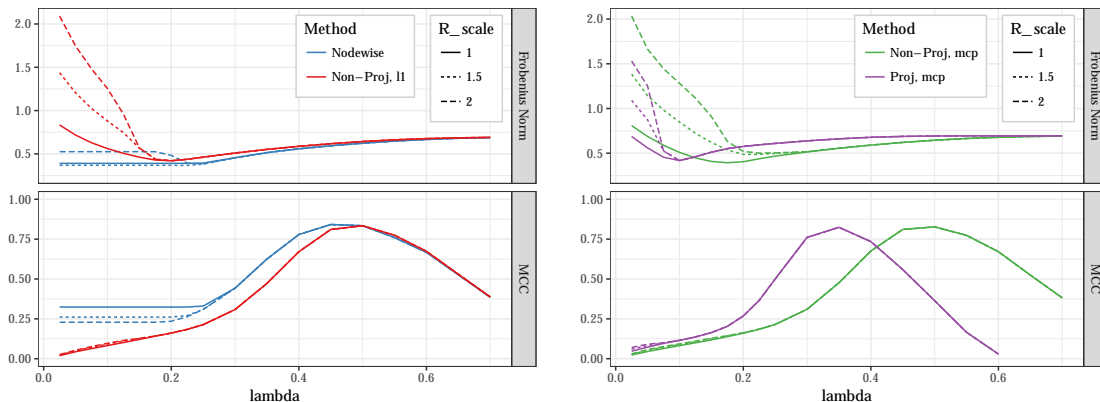 Method
Nodewise
Non−Proj, l1
R_scale
1
1.5
2
2.0
1.5
1.0
0.5
Frobenius Norm
1.00
0.75
0.50
0.25
0.00
MCC
0.0
0.2
0.4
0.6
lambda
Method
Non−Proj, mcp
Proj, mcp
R_scale
1
1.5
2
2.0
1.5
1.0
0.5
Frobenius Norm
1.00
0.75
0.50
0.25
0.00
MCC
0.0
0.2
0.4
0.6
lambda